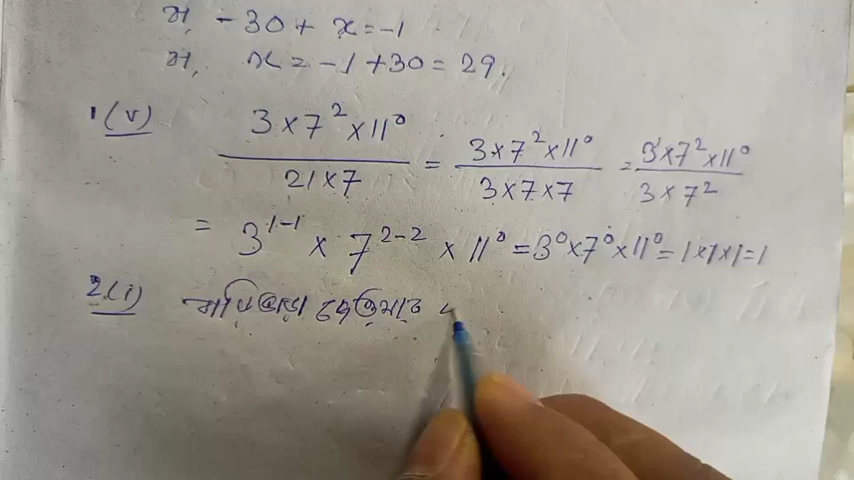 বা, - 30 + x = -1
বা, x = -1 + 30 = 29.
1(v) 3 × 7² × 11⁰ / 21 × 7 = 3 × 7² × 11⁰ / 3 × 7 × 7 = 3¹ × 7² × 11⁰ / 3 × 7²
= 3¹⁻¹ × 7²⁻² × 11⁰ = 3⁰ × 7⁰ × 11⁰ = 1 × 1 × 1 = 1
2(i)